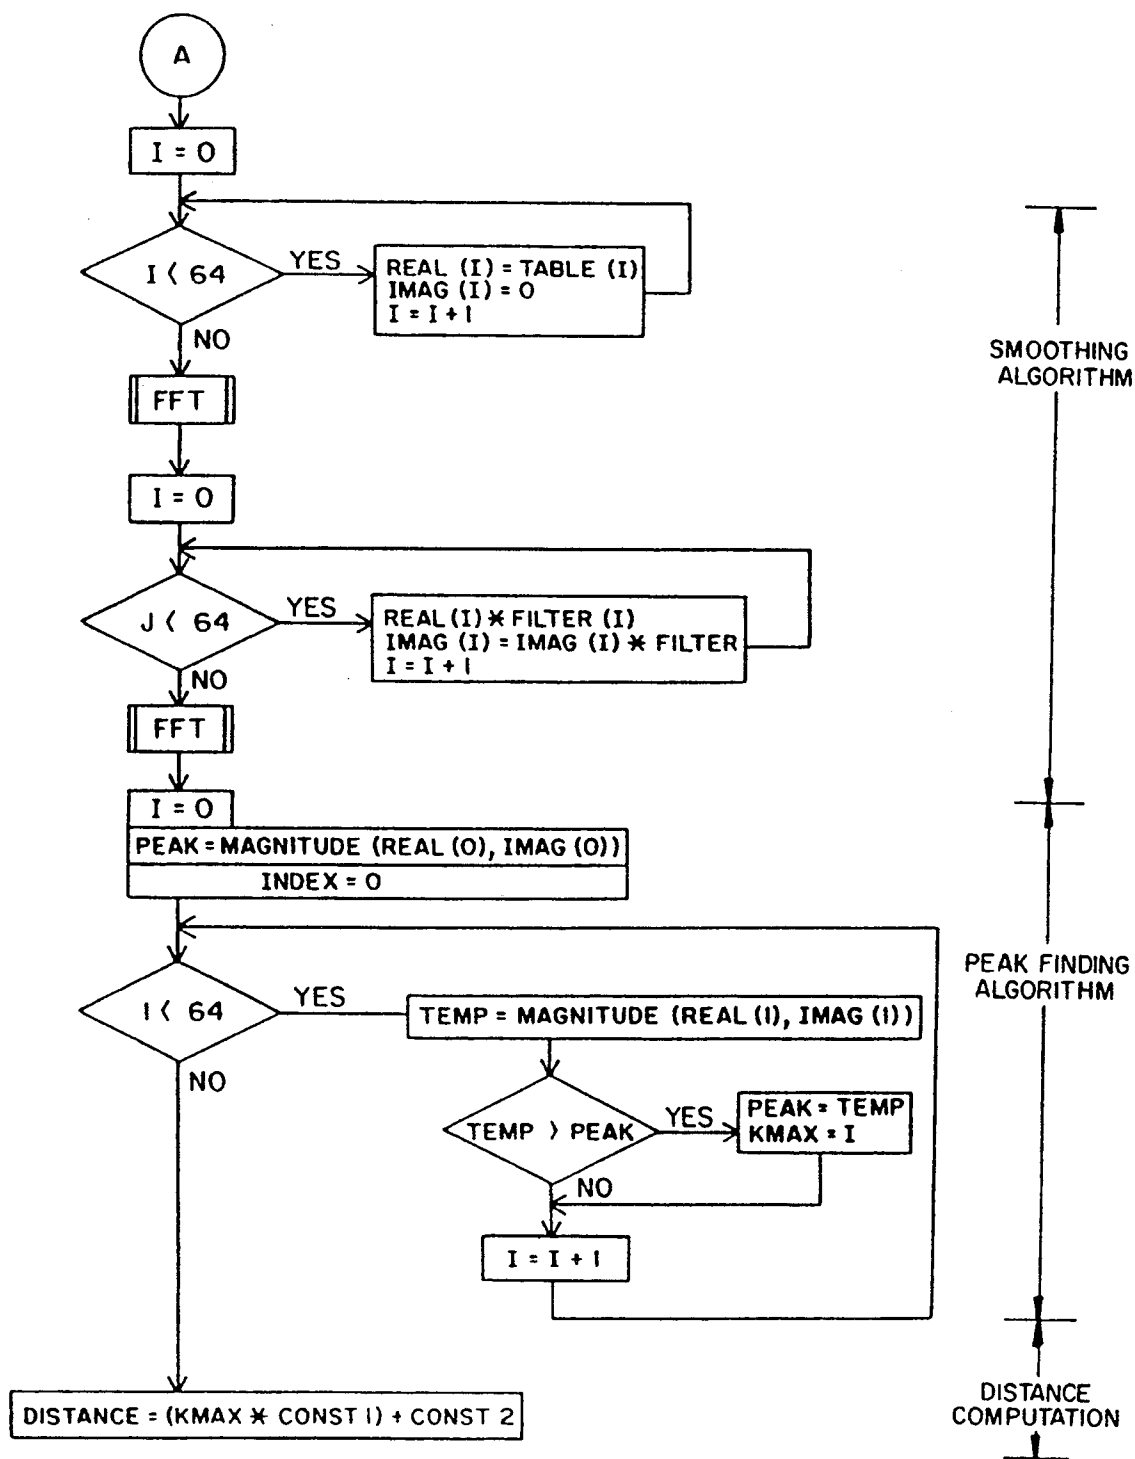 A
I = 0
I < 64
YES
REAL (I) = TABLE (I)
IMAG (I) = 0
I = I + 1
NO
SMOOTHING
ALGORITHM
FFT
I = 0
J < 64
YES
REAL (I) * FILTER (I)
IMAG (I) = IMAG (I) * FILTER
I = I + 1
NO
FFT
I = 0
PEAK = MAGNITUDE (REAL (0), IMAG (0))
INDEX = 0
PEAK FINDING
ALGORITHM
I < 64
YES
TEMP = MAGNITUDE (REAL (I), IMAG (I))
NO
TEMP > PEAK
YES
PEAK = TEMP
KMAX = I
NO
I = I + 1
DISTANCE = (KMAX * CONST 1) + CONST 2
DISTANCE
COMPUTATION